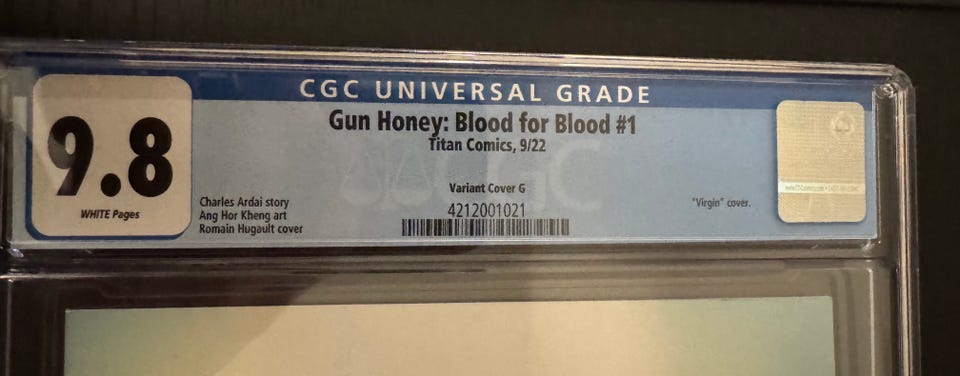 CGC UNIVERSAL GRADE
9.8
WHITE Pages
Gun Honey: Blood for Blood #1
Titan Comics, 9/22
Variant Cover G
4212001021
Charles Ardai story
Ang Hor Kheng art
Romain Hugault cover
"Virgin" cover.
CGC